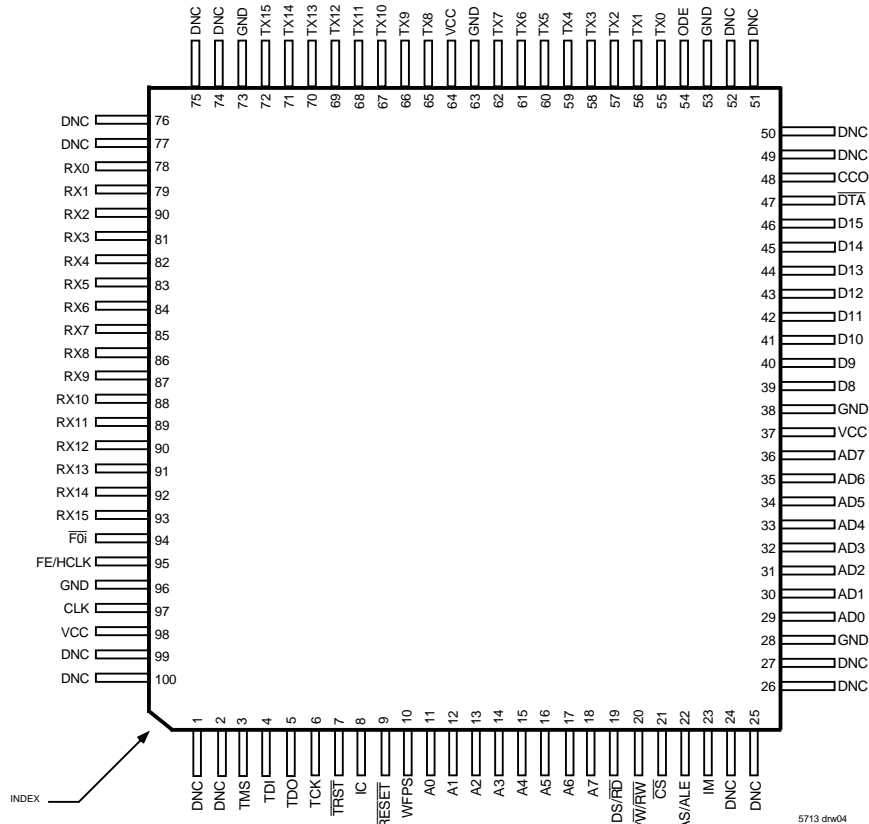 DNC 75
DNC 74
GND 73
TX15 72
TX14 71
TX13 70
TX12 69
TX11 68
TX10 67
TX9 66
TX8 65
VCC 64
GND 63
TX7 62
TX6 61
TX5 60
TX4 59
TX3 58
TX2 57
TX1 56
TX0 55
ODE 54
GND 53
DNC 52
DNC 51
DNC 76
DNC 77
RX0 78
RX1 79
RX2 90
RX3 81
RX4 82
RX5 83
RX6 84
RX7 85
RX8 86
RX9 87
RX10 88
RX11 89
RX12 90
RX13 91
RX14 92
RX15 93
F0i 94
FE/HCLK 95
GND 96
CLK 97
VCC 98
DNC 99
DNC 100
50 DNC
49 DNC
48 CCO
47 DTA
46 D15
45 D14
44 D13
43 D12
42 D11
41 D10
40 D9
39 D8
38 GND
37 VCC
36 AD7
35 AD6
34 AD5
33 AD4
32 AD3
31 AD2
30 AD1
29 AD0
28 GND
27 DNC
26 DNC
1 DNC
2 DNC
3 TMS
4 TDI
5 TDO
6 TCK
7 TRST
8 IC
9 RESET
10 WFPS
11 A0
12 A1
13 A2
14 A3
15 A4
16 A5
17 A6
18 A7
19 DS/RD
20 /W/RW
21 CS
22 AS/ALE
23 IM
24 DNC
25 DNC
INDEX
5713 drw04